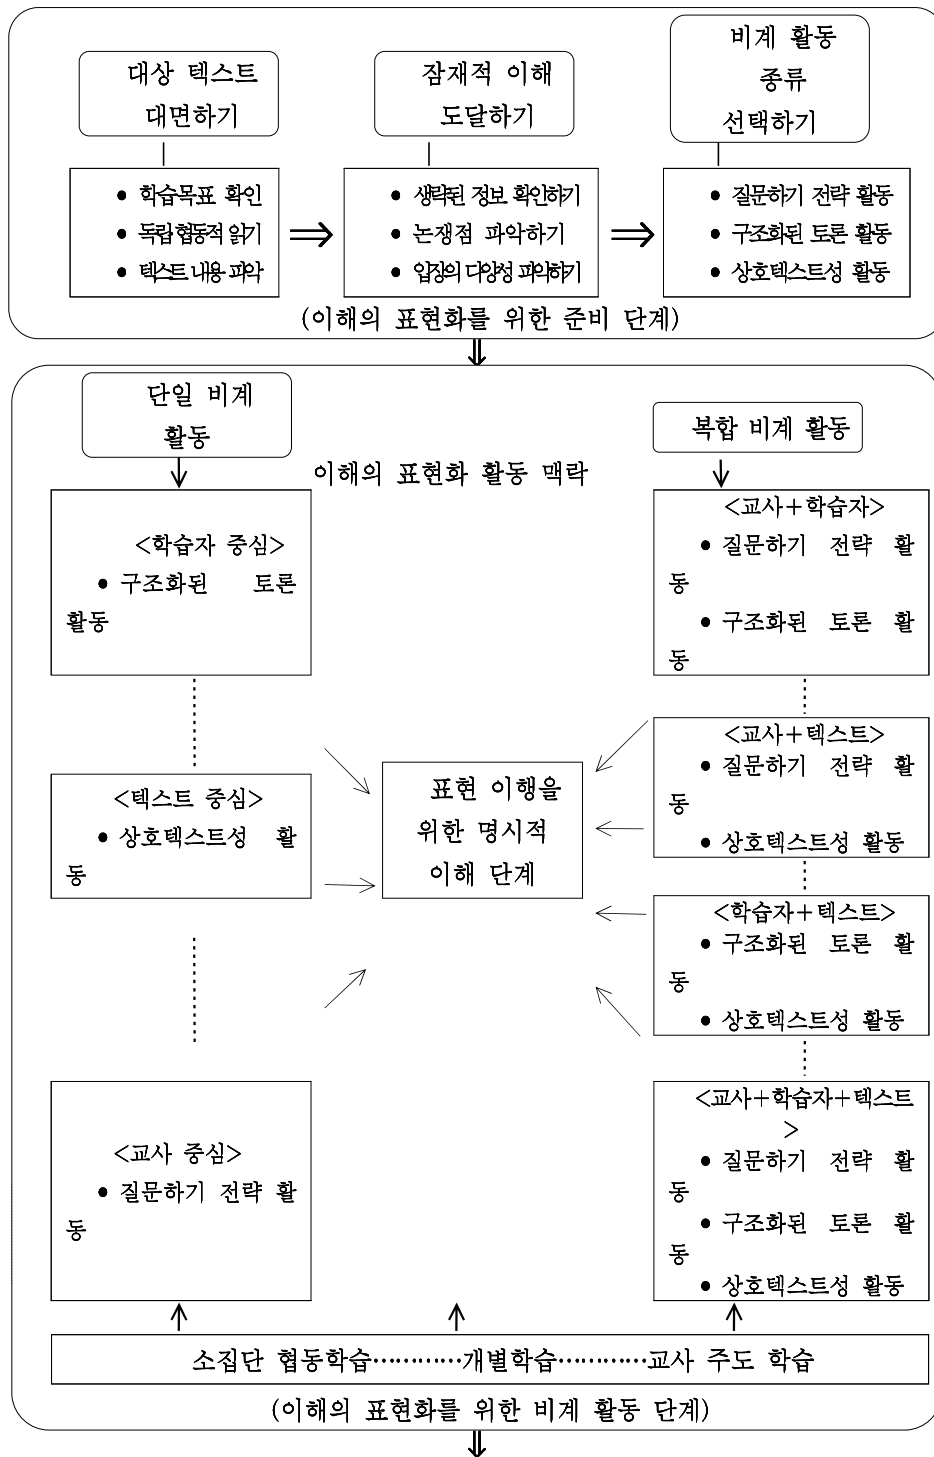 대상 텍스트
대면하기
잠재적 이해
도달하기
비계 활동
종류
선택하기
● 학습목표 확인
● 독립·협동적 읽기
● 텍스트 내용 파악
⇒
● 생략된 정보 확인하기
● 논쟁점 파악하기
● 입장의 다양성 파악하기
⇒
● 질문하기 전략 활동
● 구조화된 토론 활동
● 상호텍스트성 활동
(이해의 표현화를 위한 준비 단계)
단일 비계
활동
복합 비계 활동
이해의 표현화 활동 맥락
<학습자 중심>
● 구조화된 토론
활동
<텍스트 중심>
● 상호텍스트성 활
동
<교사 중심>
● 질문하기 전략 활
동
표현 이행을
위한 명시적
이해 단계
<교사+학습자>
● 질문하기 전략 활
동
● 구조화된 토론 활
동
<교사+텍스트>
● 질문하기 전략 활
동
● 상호텍스트성 활동
<학습자+텍스트>
● 구조화된 토론 활
동
● 상호텍스트성 활동
<교사+학습자+텍스트
>
● 질문하기 전략 활
동
● 구조화된 토론 활
동
● 상호텍스트성 활동
소집단 협동학습…………개별학습…………교사 주도 학습
(이해의 표현화를 위한 비계 활동 단계)